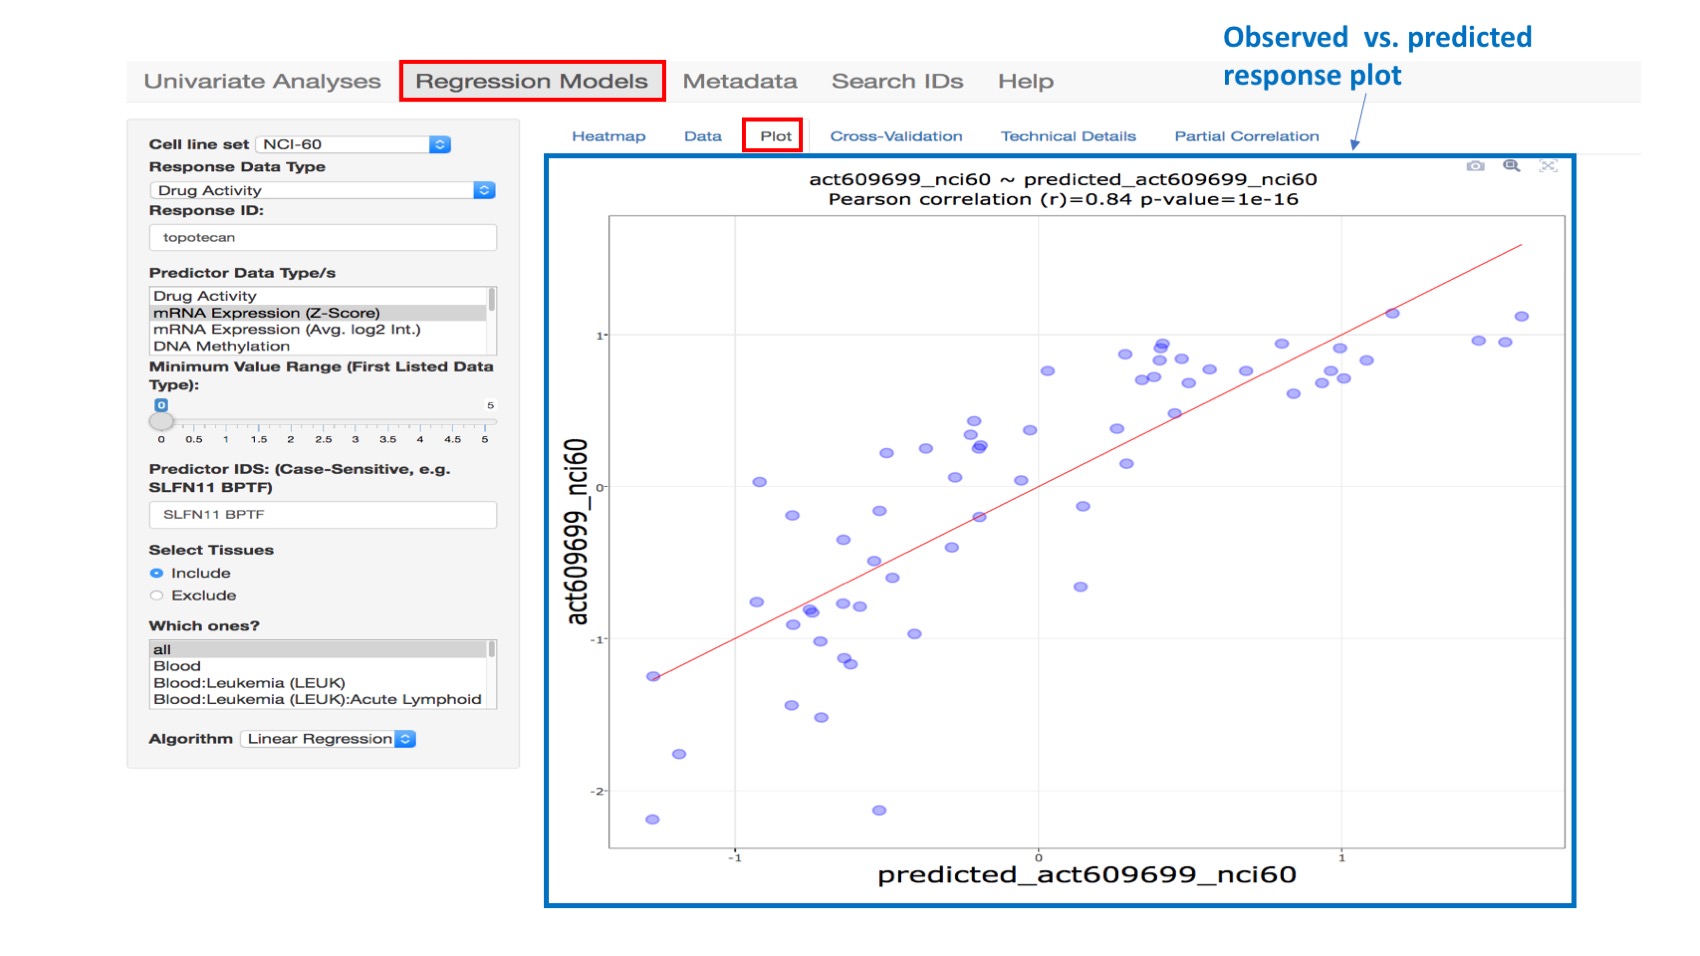 Observed vs. predicted
response plot
Univariate Analyses Regression Models Metadata Search IDs Help
Heatmap Data Plot Cross-Validation Technical Details Partial Correlation
Cell line set NCI-60
Response Data Type
Drug Activity
Response ID:
topotecan
Predictor Data Type/s
Drug Activity
mRNA Expression (Z-Score)
mRNA Expression (Avg. log2 Int.)
DNA Methylation
Minimum Value Range (First Listed Data
Type):
0 5
0 0.5 1 1.5 2 2.5 3 3.5 4 4.5 5
Predictor IDS: (Case-Sensitive, e.g.
SLFN11 BPTF)
SLFN11 BPTF
Select Tissues
Include
Exclude
Which ones?
all
Blood
Blood:Leukemia (LEUK)
Blood:Leukemia (LEUK):Acute Lymphoid
Algorithm Linear Regression
act609699_nci60 ~ predicted_act609699_nci60
Pearson correlation (r)=0.84 p-value=1e-16
act609699_nci60
1
0
-1
-2
-1 0 1
predicted_act609699_nci60